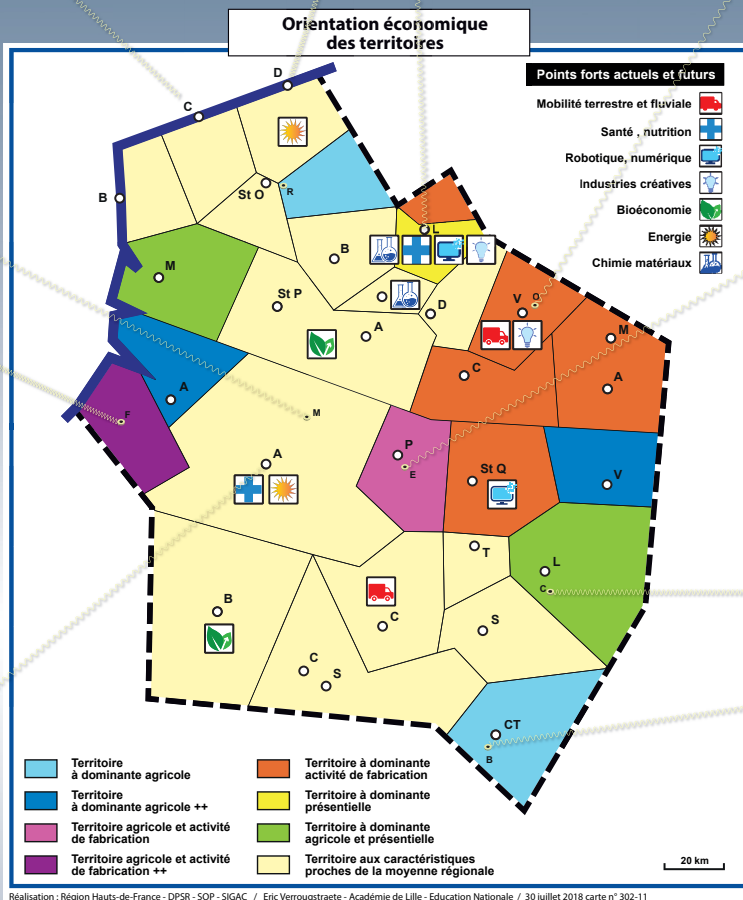 Orientation économique
des territoires
Points forts actuels et futurs
Mobilité terrestre et fluviale
Santé , nutrition
Robotique, numérique
Industries créatives
Bioéconomie
Energie
Chimie matériaux
D
C
B
St O
R
L
B
M
St P
D
V
O
A
M
C
A
A
F
M
P
E
A
St Q
V
T
L
C
B
C
S
C
S
CT
B
Territoire
à dominante agricole
Territoire
à dominante agricole ++
Territoire agricole et activité
de fabrication
Territoire agricole et activité
de fabrication ++
Territoire à dominante
activité de fabrication
Territoire à dominante
présentielle
Territoire à dominante
agricole et présentielle
Territoire aux caractéristiques
proches de la moyenne régionale
20 km
Réalisation : Région Hauts-de-France - DPSR - SOP - SIGAC / Eric Verrougstraete - Académie de Lille - Education Nationale / 30 juillet 2018 carte n° 302-11